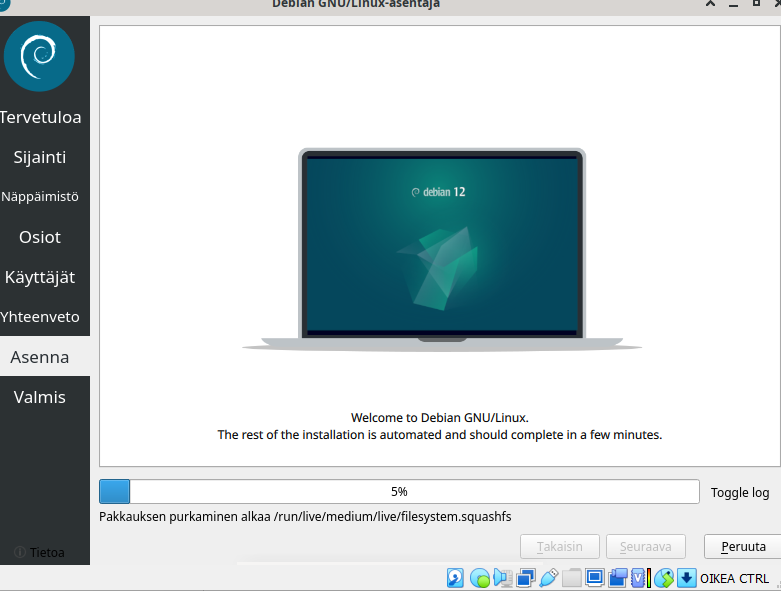 Debian GNU/Linux-asentaja
Tervetuloa
Sijainti
Näppäimistö
Osiot
Käyttäjät
Yhteenveto
Asenna
Valmis
Tietoa
debian 12
Welcome to Debian GNU/Linux.
The rest of the installation is automated and should complete in a few minutes.
5%
Toggle log
Pakkauksen purkaminen alkaa /run/live/medium/live/filesystem.squashfs
Takaisin
Seuraava
Peruuta
OIKEA CTRL